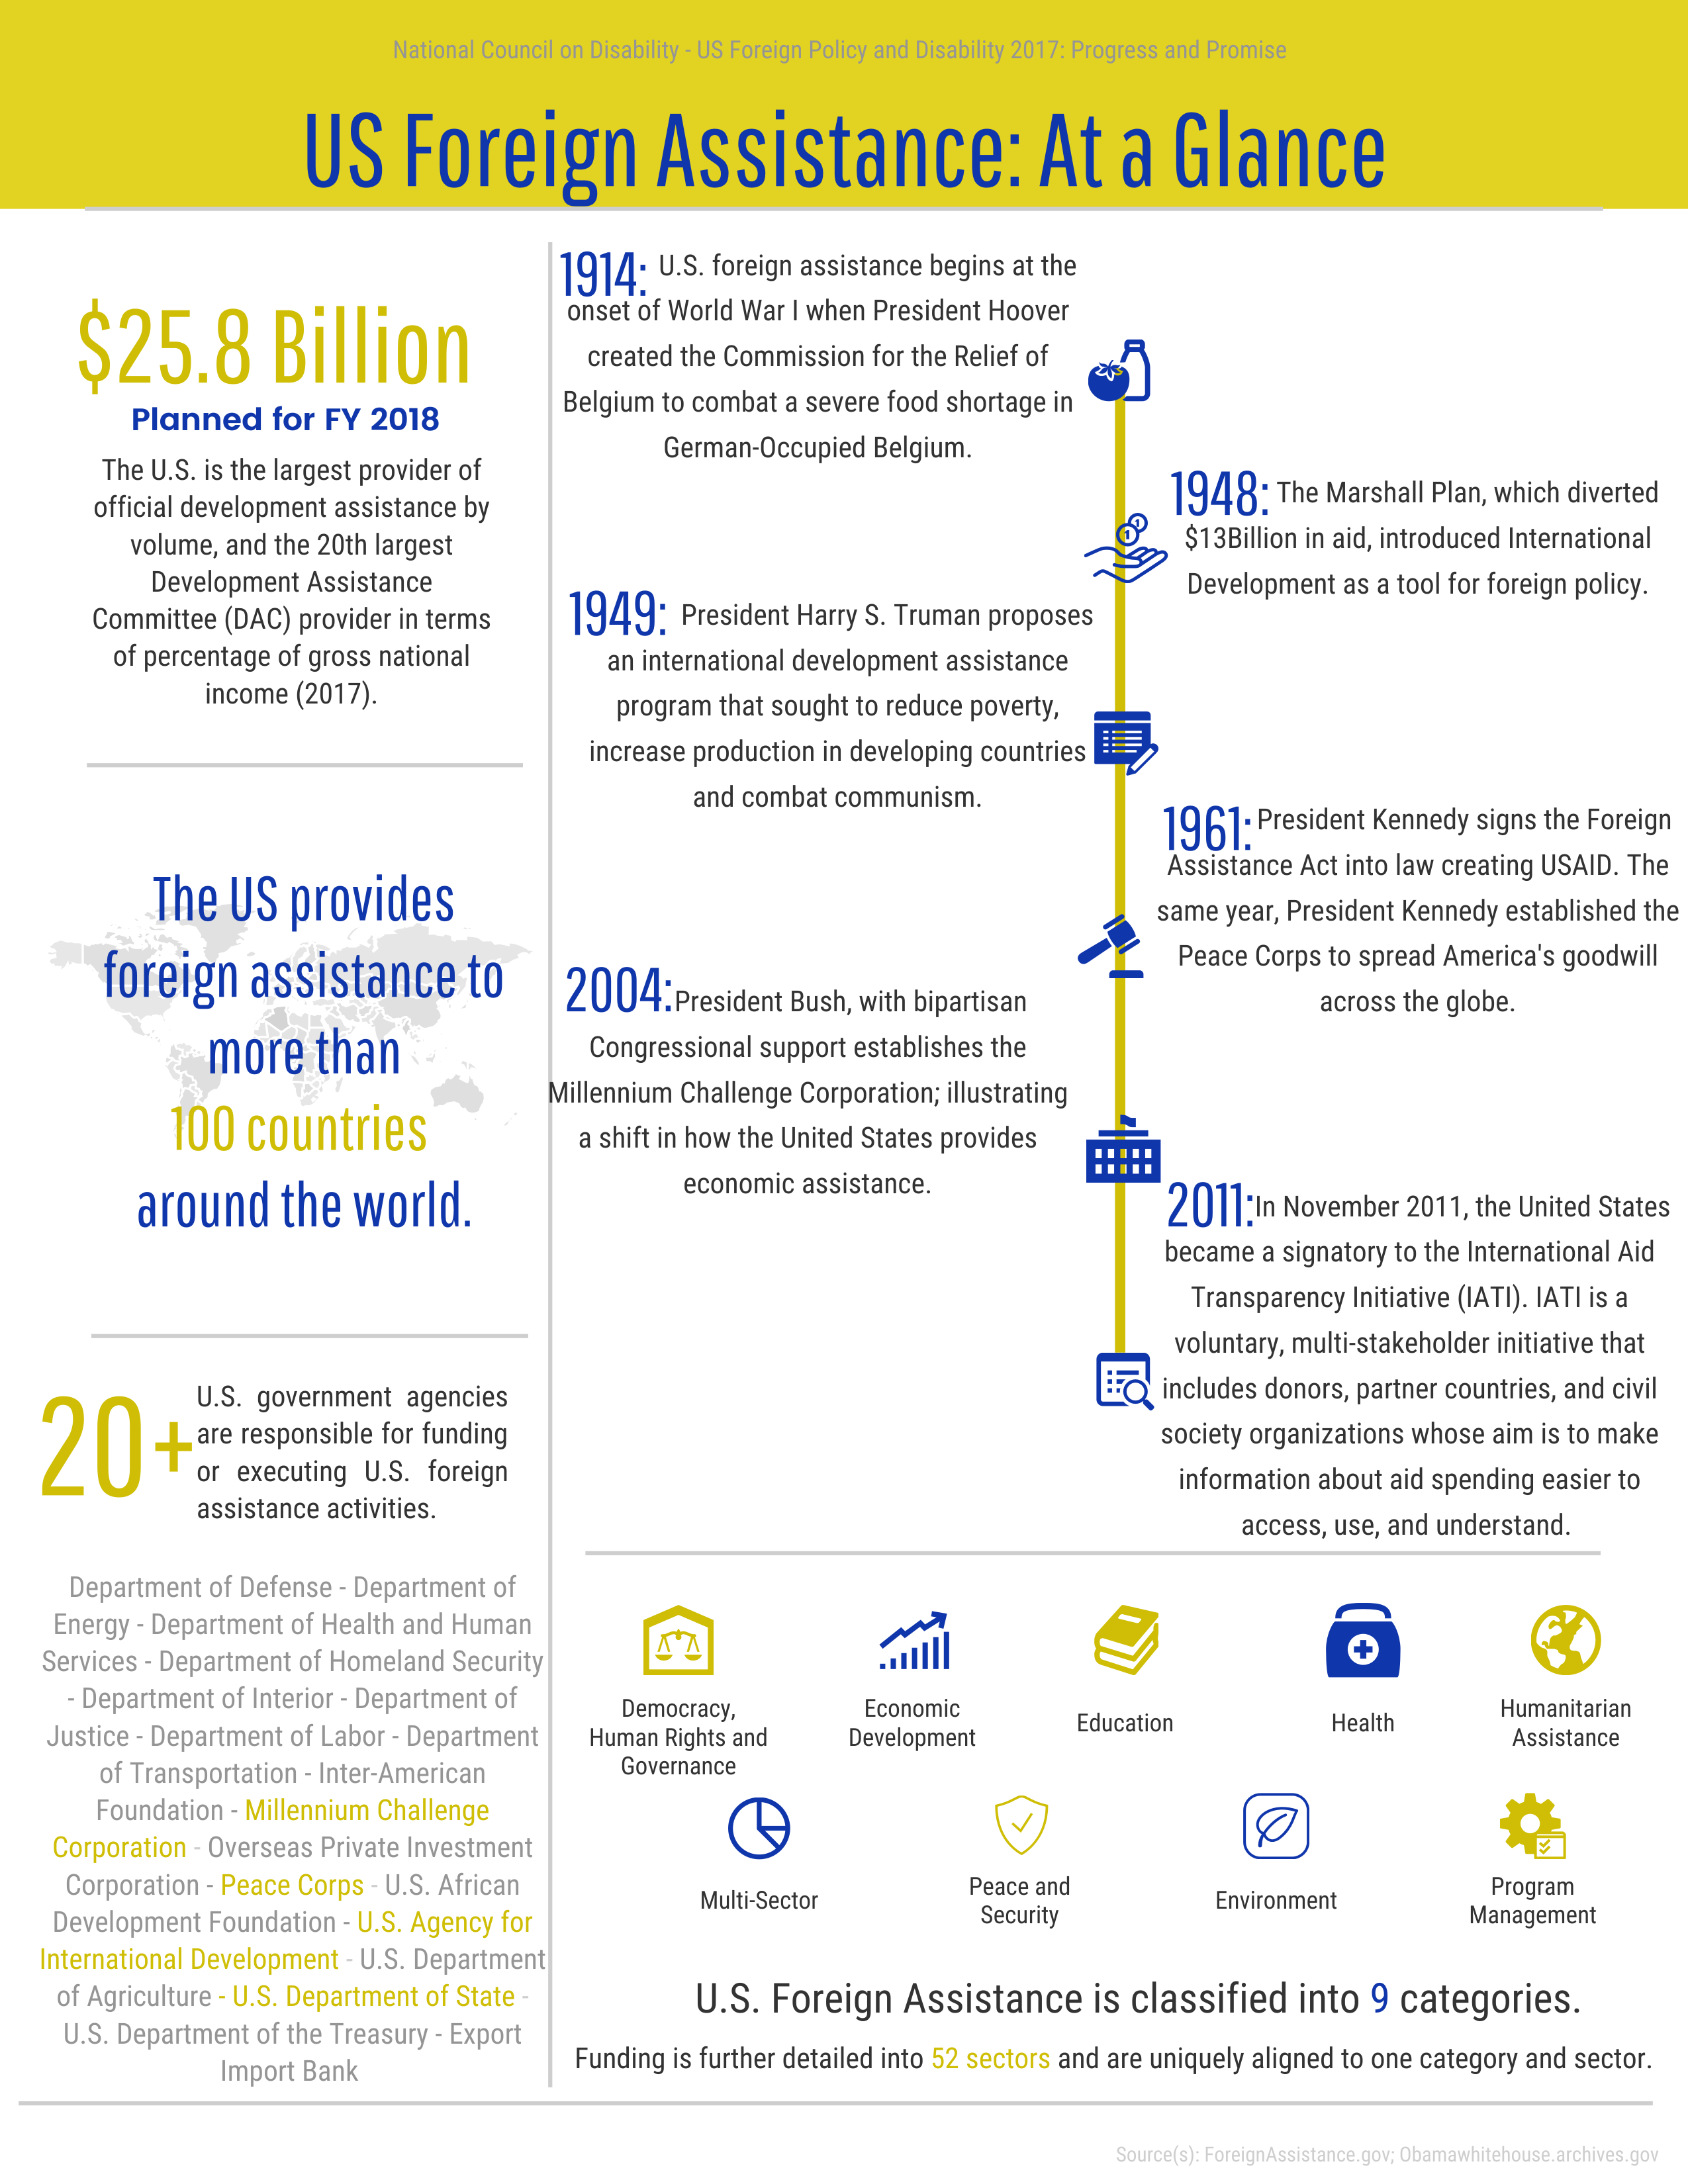 National Council on Disability - US Foreign Policy and Disability 2017: Progress and Promise
US Foreign Assistance: At a Glance
$25.8 Billion
Planned for FY 2018
The U.S. is the largest provider of
official development assistance by
volume, and the 20th largest
Development Assistance
Committee (DAC) provider in terms
of percentage of gross national
income (2017).
The US provides
foreign assistance to
more than
100 countries
around the world.
20+
U.S. government agencies
are responsible for funding
or executing U.S. foreign
assistance activities.
Department of Defense - Department of
Energy - Department of Health and Human
Services - Department of Homeland Security
- Department of Interior - Department of
Justice - Department of Labor - Department
of Transportation - Inter-American
Foundation - Millennium Challenge
Corporation - Overseas Private Investment
Corporation - Peace Corps - U.S. African
Development Foundation - U.S. Agency for
International Development - U.S. Department
of Agriculture - U.S. Department of State -
U.S. Department of the Treasury - Export
Import Bank
1914: U.S. foreign assistance begins at the
onset of World War I when President Hoover
created the Commission for the Relief of
Belgium to combat a severe food shortage in
German-Occupied Belgium.
1948: The Marshall Plan, which diverted
$13Billion in aid, introduced International
Development as a tool for foreign policy.
1949: President Harry S. Truman proposes
an international development assistance
program that sought to reduce poverty,
increase production in developing countries
and combat communism.
1961: President Kennedy signs the Foreign
Assistance Act into law creating USAID. The
same year, President Kennedy established the
Peace Corps to spread America's goodwill
across the globe.
2004: President Bush, with bipartisan
Congressional support establishes the
Millennium Challenge Corporation; illustrating
a shift in how the United States provides
economic assistance.
2011: In November 2011, the United States
became a signatory to the International Aid
Transparency Initiative (IATI). IATI is a
voluntary, multi-stakeholder initiative that
includes donors, partner countries, and civil
society organizations whose aim is to make
information about aid spending easier to
access, use, and understand.
Democracy,
Human Rights and
Governance
Economic
Development
Education
Health
Humanitarian
Assistance
Multi-Sector
Peace and
Security
Environment
Program
Management
U.S. Foreign Assistance is classified into 9 categories.
Funding is further detailed into 52 sectors and are uniquely aligned to one category and sector.
Source(s): ForeignAssistance.gov; Obamawhitehouse.archives.gov